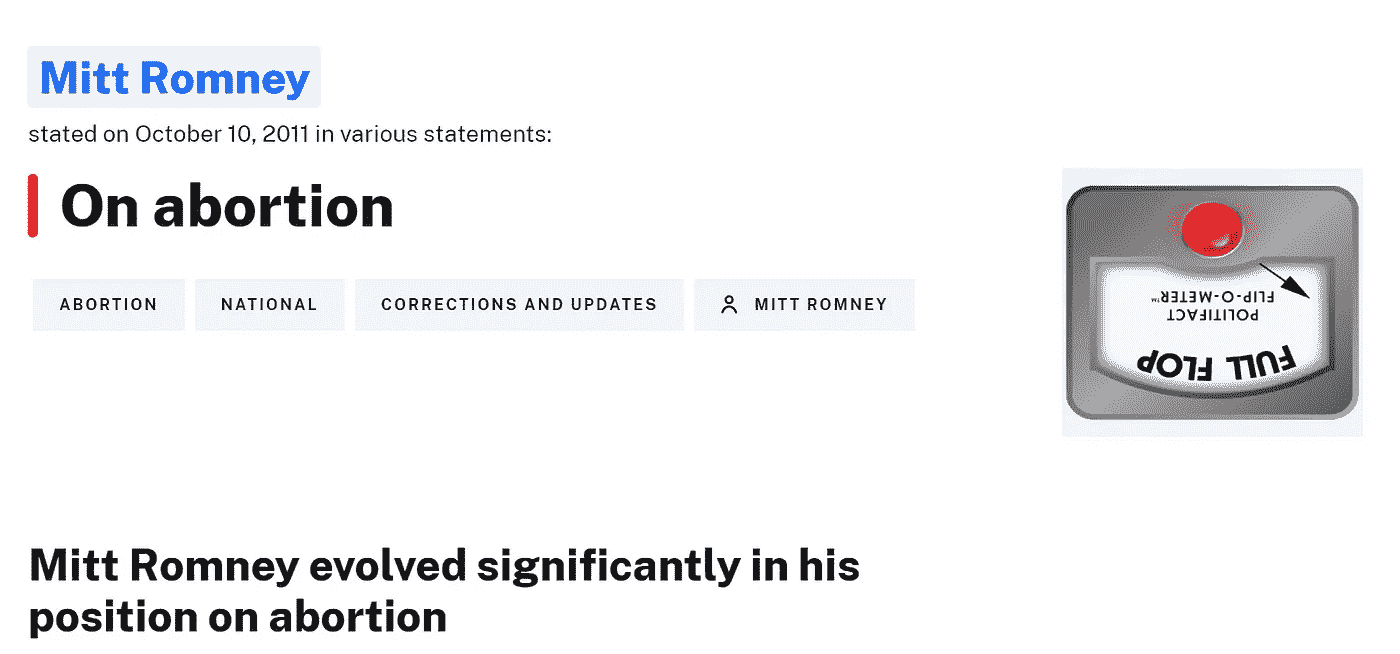 Mitt Romney
stated on October 10, 2011 in various statements:
On abortion
ABORTION
NATIONAL
CORRECTIONS AND UPDATES
MITT ROMNEY
FULL FLOP
POLITIFACT
FLIP-O-METER™
Mitt Romney evolved significantly in his
position on abortion